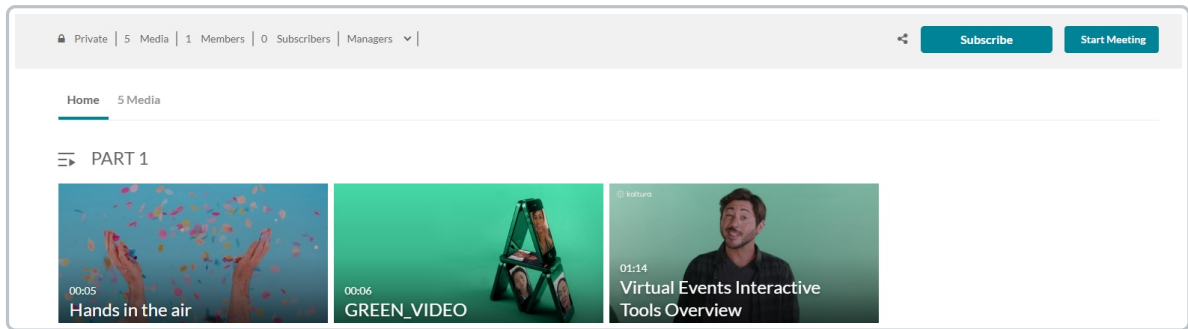 Private | 5 Media | 1 Members | 0 Subscribers | Managers |
Subscribe
Start Meeting
Home 5 Media
PART 1
kaltura
00:05
Hands in the air
00:06
GREEN_VIDEO
01:14
Virtual Events Interactive
Tools Overview